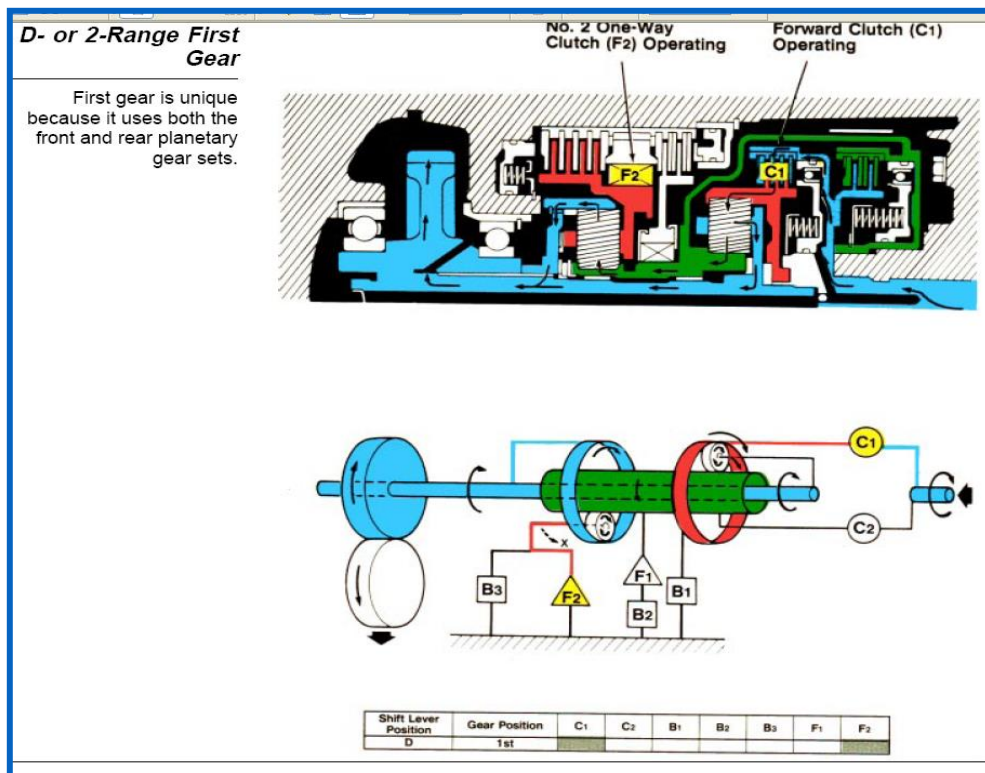 D- or 2-Range First
Gear
First gear is unique
because it uses both the
front and rear planetary
gear sets.
No. 2 One-Way
Clutch (F2) Operating
Forward Clutch (C1)
Operating
F2
C1
C1
C2
X
B3
F2
F1
B2
B1
Shift Lever Position Gear Position C1 C2 B1 B2 B3 F1 F2
D 1st